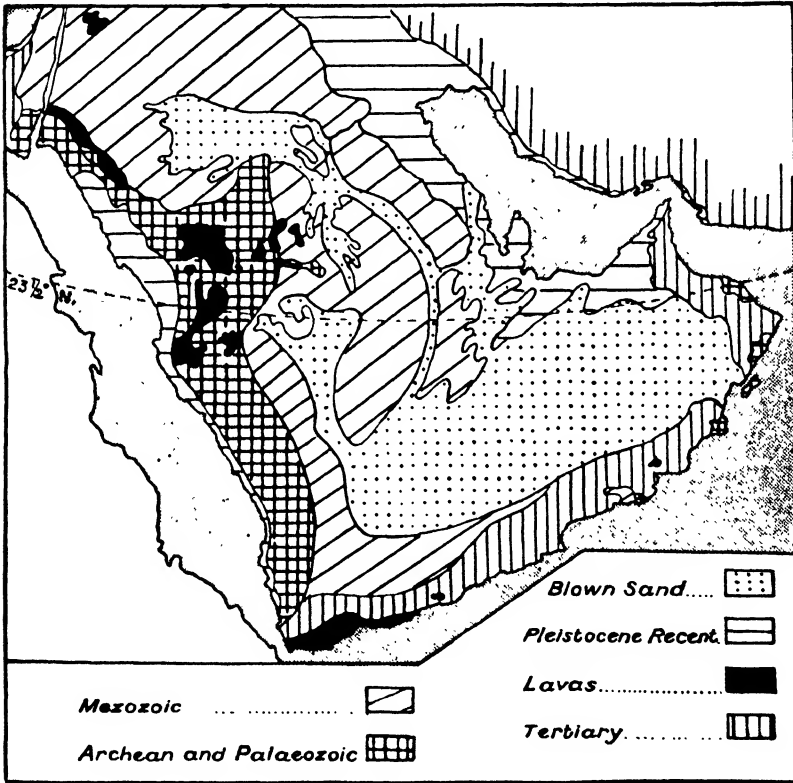 23½° N.
Blown Sand.....
Pleistocene Recent.
Lavas................
Tertiary.... .....
Mezozoic ... .............
Archean and Palaeozoic